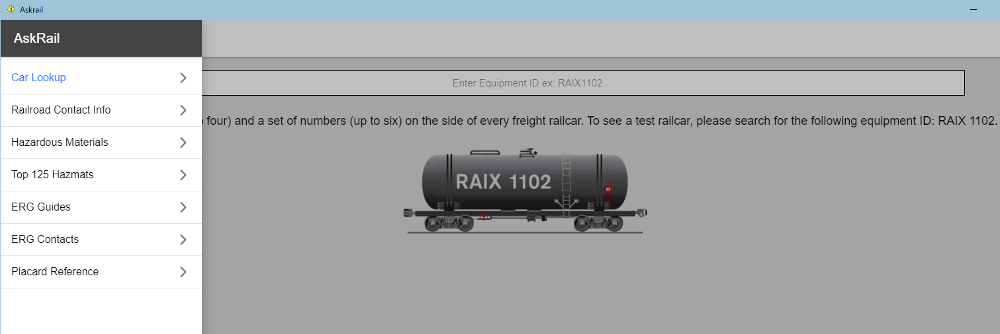 Askrail
AskRail
Car Lookup
Railroad Contact Info
Hazardous Materials
Top 125 Hazmats
ERG Guides
ERG Contacts
Placard Reference
Enter Equipment ID ex: RAIX1102
four) and a set of numbers (up to six) on the side of every freight railcar. To see a test railcar, please search for the following equipment ID: RAIX 1102.
RAIX 1102